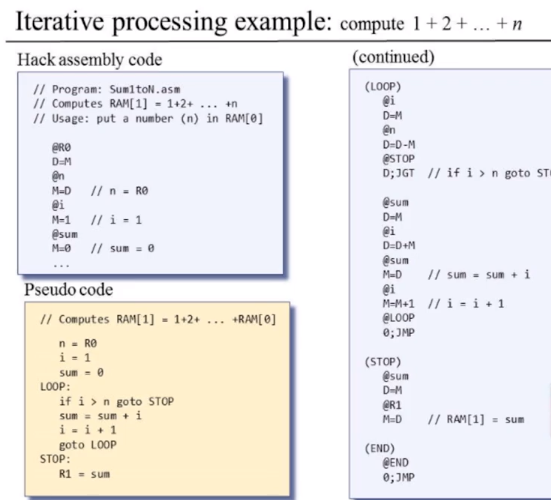 Iterative processing example: compute 1 + 2 + ... + n
Hack assembly code
// Program: Sum1toN.asm
// Computes RAM[1] = 1+2+ ... +n
// Usage: put a number (n) in RAM[0]
@R0
D=M
@n
M=D // n = R0
@i
M=1 // i = 1
@sum
M=0 // sum = 0
...
Pseudo code
// Computes RAM[1] = 1+2+ ... +RAM[0]
n = R0
i = 1
sum = 0
LOOP:
if i > n goto STOP
sum = sum + i
i = i + 1
goto LOOP
STOP:
R1 = sum
(continued)
(LOOP)
@i
D=M
@n
D=D-M
@STOP
D;JGT // if i > n goto
@sum
D=M
@i
D=D+M
@sum
M=D // sum = sum + i
@i
M=M+1 // i = i + 1
@LOOP
0;JMP
(STOP)
@sum
D=M
@R1
M=D // RAM[1] = sum
(END)
@END
0;JMP